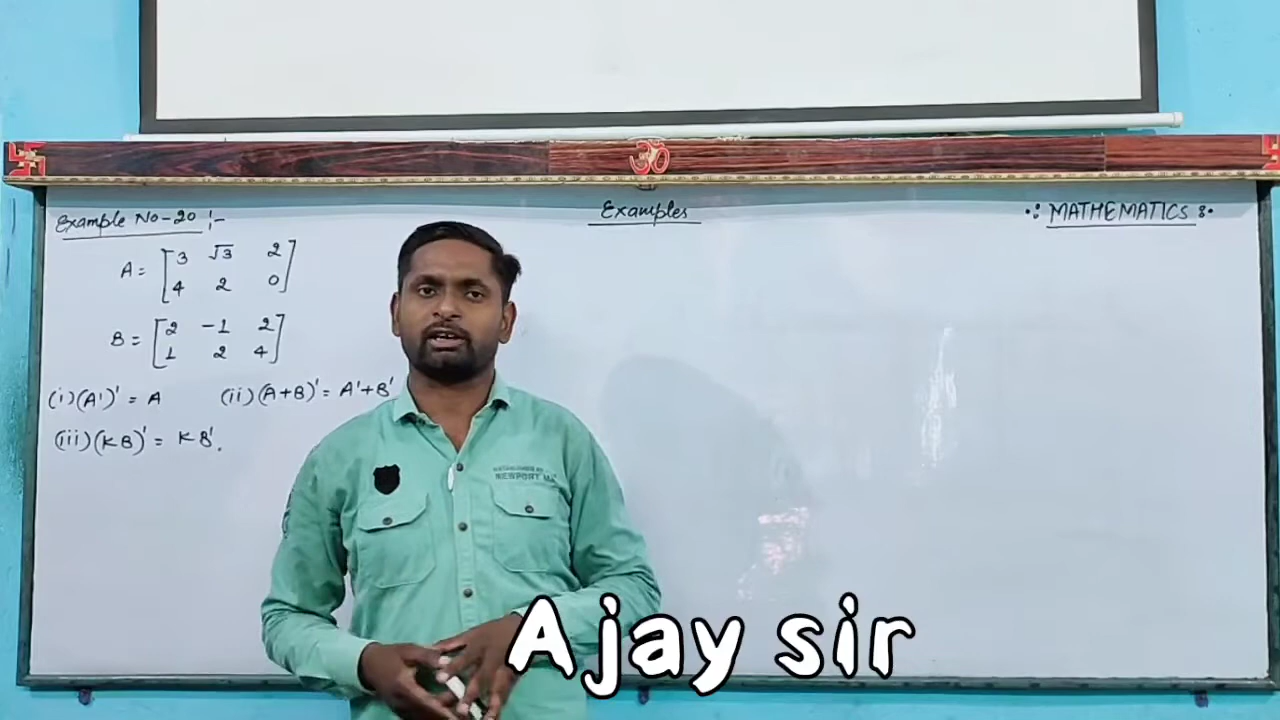 Examples
·: MATHEMATICS :·
Example No-20 :-
A = [3 √3 2
4 2 0]
B = [2 -1 2
1 2 4]
(i) (A')' = A (ii) (A+B)' = A'+B'
(iii) (KB)' = KB'.
ॐ
NEWPORT
Ajay sir